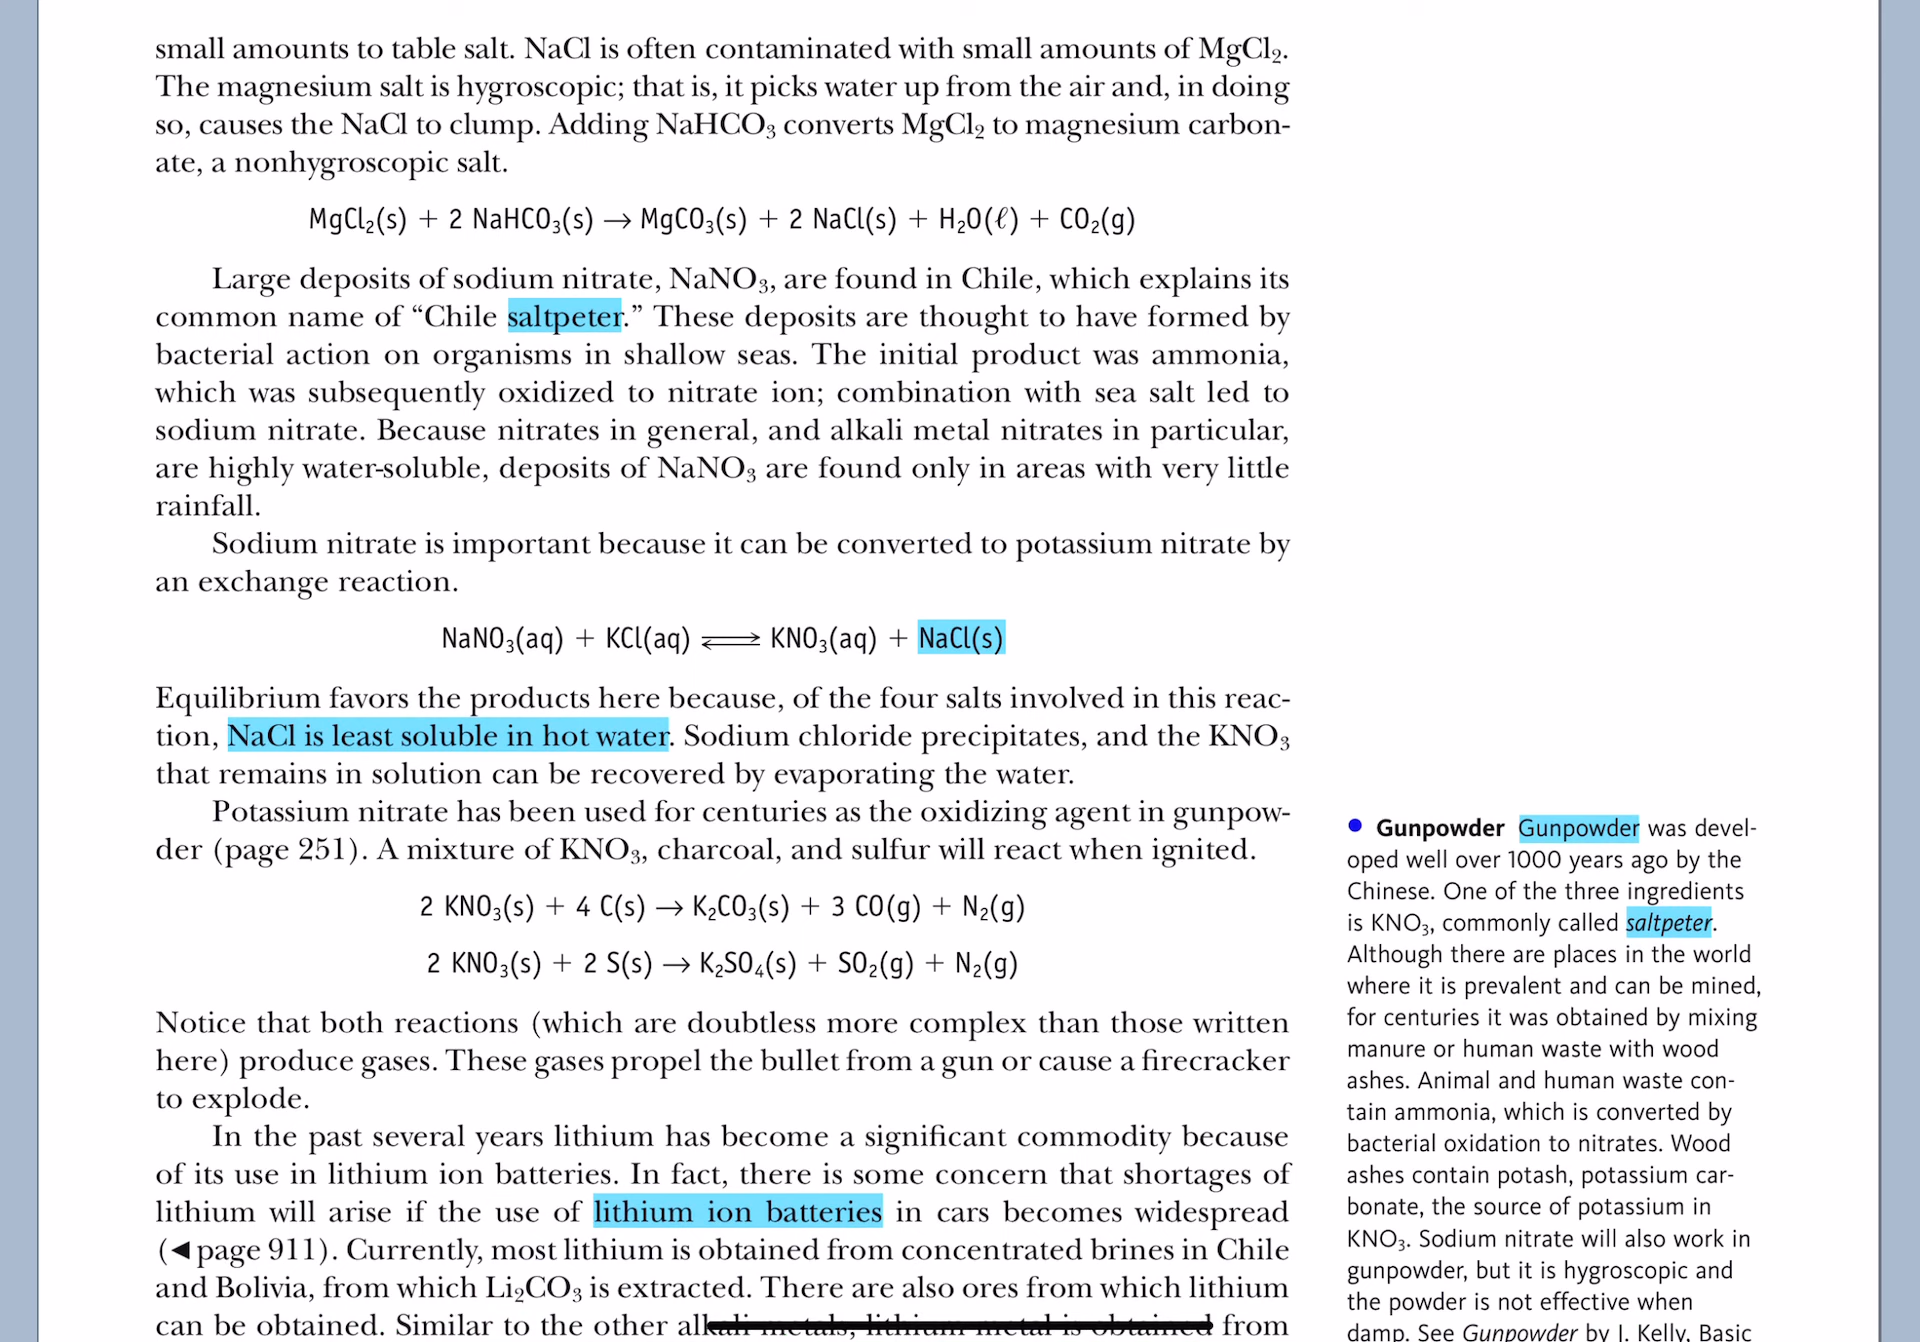 small amounts to table salt. NaCl is often contaminated with small amounts of MgCl₂.
The magnesium salt is hygroscopic; that is, it picks water up from the air and, in doing
so, causes the NaCl to clump. Adding NaHCO₃ converts MgCl₂ to magnesium carbon-
ate, a nonhygroscopic salt.
MgCl₂(s) + 2 NaHCO₃(s) → MgCO₃(s) + 2 NaCl(s) + H₂O(ℓ) + CO₂(g)
Large deposits of sodium nitrate, NaNO₃, are found in Chile, which explains its
common name of “Chile saltpeter.” These deposits are thought to have formed by
bacterial action on organisms in shallow seas. The initial product was ammonia,
which was subsequently oxidized to nitrate ion; combination with sea salt led to
sodium nitrate. Because nitrates in general, and alkali metal nitrates in particular,
are highly water-soluble, deposits of NaNO₃ are found only in areas with very little
rainfall.
Sodium nitrate is important because it can be converted to potassium nitrate by
an exchange reaction.
NaNO₃(aq) + KCl(aq) ⇌ KNO₃(aq) + NaCl(s)
Equilibrium favors the products here because, of the four salts involved in this reac-
tion, NaCl is least soluble in hot water. Sodium chloride precipitates, and the KNO₃
that remains in solution can be recovered by evaporating the water.
Potassium nitrate has been used for centuries as the oxidizing agent in gunpow-
der (page 251). A mixture of KNO₃, charcoal, and sulfur will react when ignited.
2 KNO₃(s) + 4 C(s) → K₂CO₃(s) + 3 CO(g) + N₂(g)
2 KNO₃(s) + 2 S(s) → K₂SO₄(s) + SO₂(g) + N₂(g)
Notice that both reactions (which are doubtless more complex than those written
here) produce gases. These gases propel the bullet from a gun or cause a firecracker
to explode.
In the past several years lithium has become a significant commodity because
of its use in lithium ion batteries. In fact, there is some concern that shortages of
lithium will arise if the use of lithium ion batteries in cars becomes widespread
(◀page 911). Currently, most lithium is obtained from concentrated brines in Chile
and Bolivia, from which Li₂CO₃ is extracted. There are also ores from which lithium
can be obtained. Similar to the other alkali metals, lithium metal is obtained from
● Gunpowder Gunpowder was devel-
oped well over 1000 years ago by the
Chinese. One of the three ingredients
is KNO₃, commonly called saltpeter.
Although there are places in the world
where it is prevalent and can be mined,
for centuries it was obtained by mixing
manure or human waste with wood
ashes. Animal and human waste con-
tain ammonia, which is converted by
bacterial oxidation to nitrates. Wood
ashes contain potash, potassium car-
bonate, the source of potassium in
KNO₃. Sodium nitrate will also work in
gunpowder, but it is hygroscopic and
the powder is not effective when
damp. See Gunpowder by J. Kelly, Basic